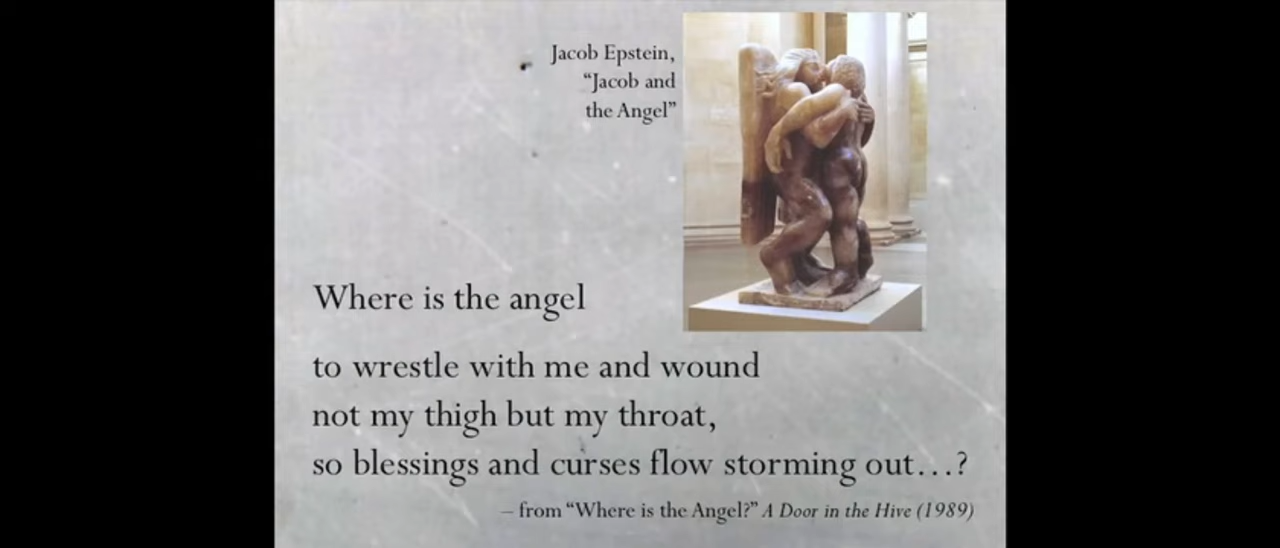 Jacob Epstein,
“Jacob and
the Angel”
Where is the angel
to wrestle with me and wound
not my thigh but my throat,
so blessings and curses flow storming out…?
– from “Where is the Angel?” A Door in the Hive (1989)